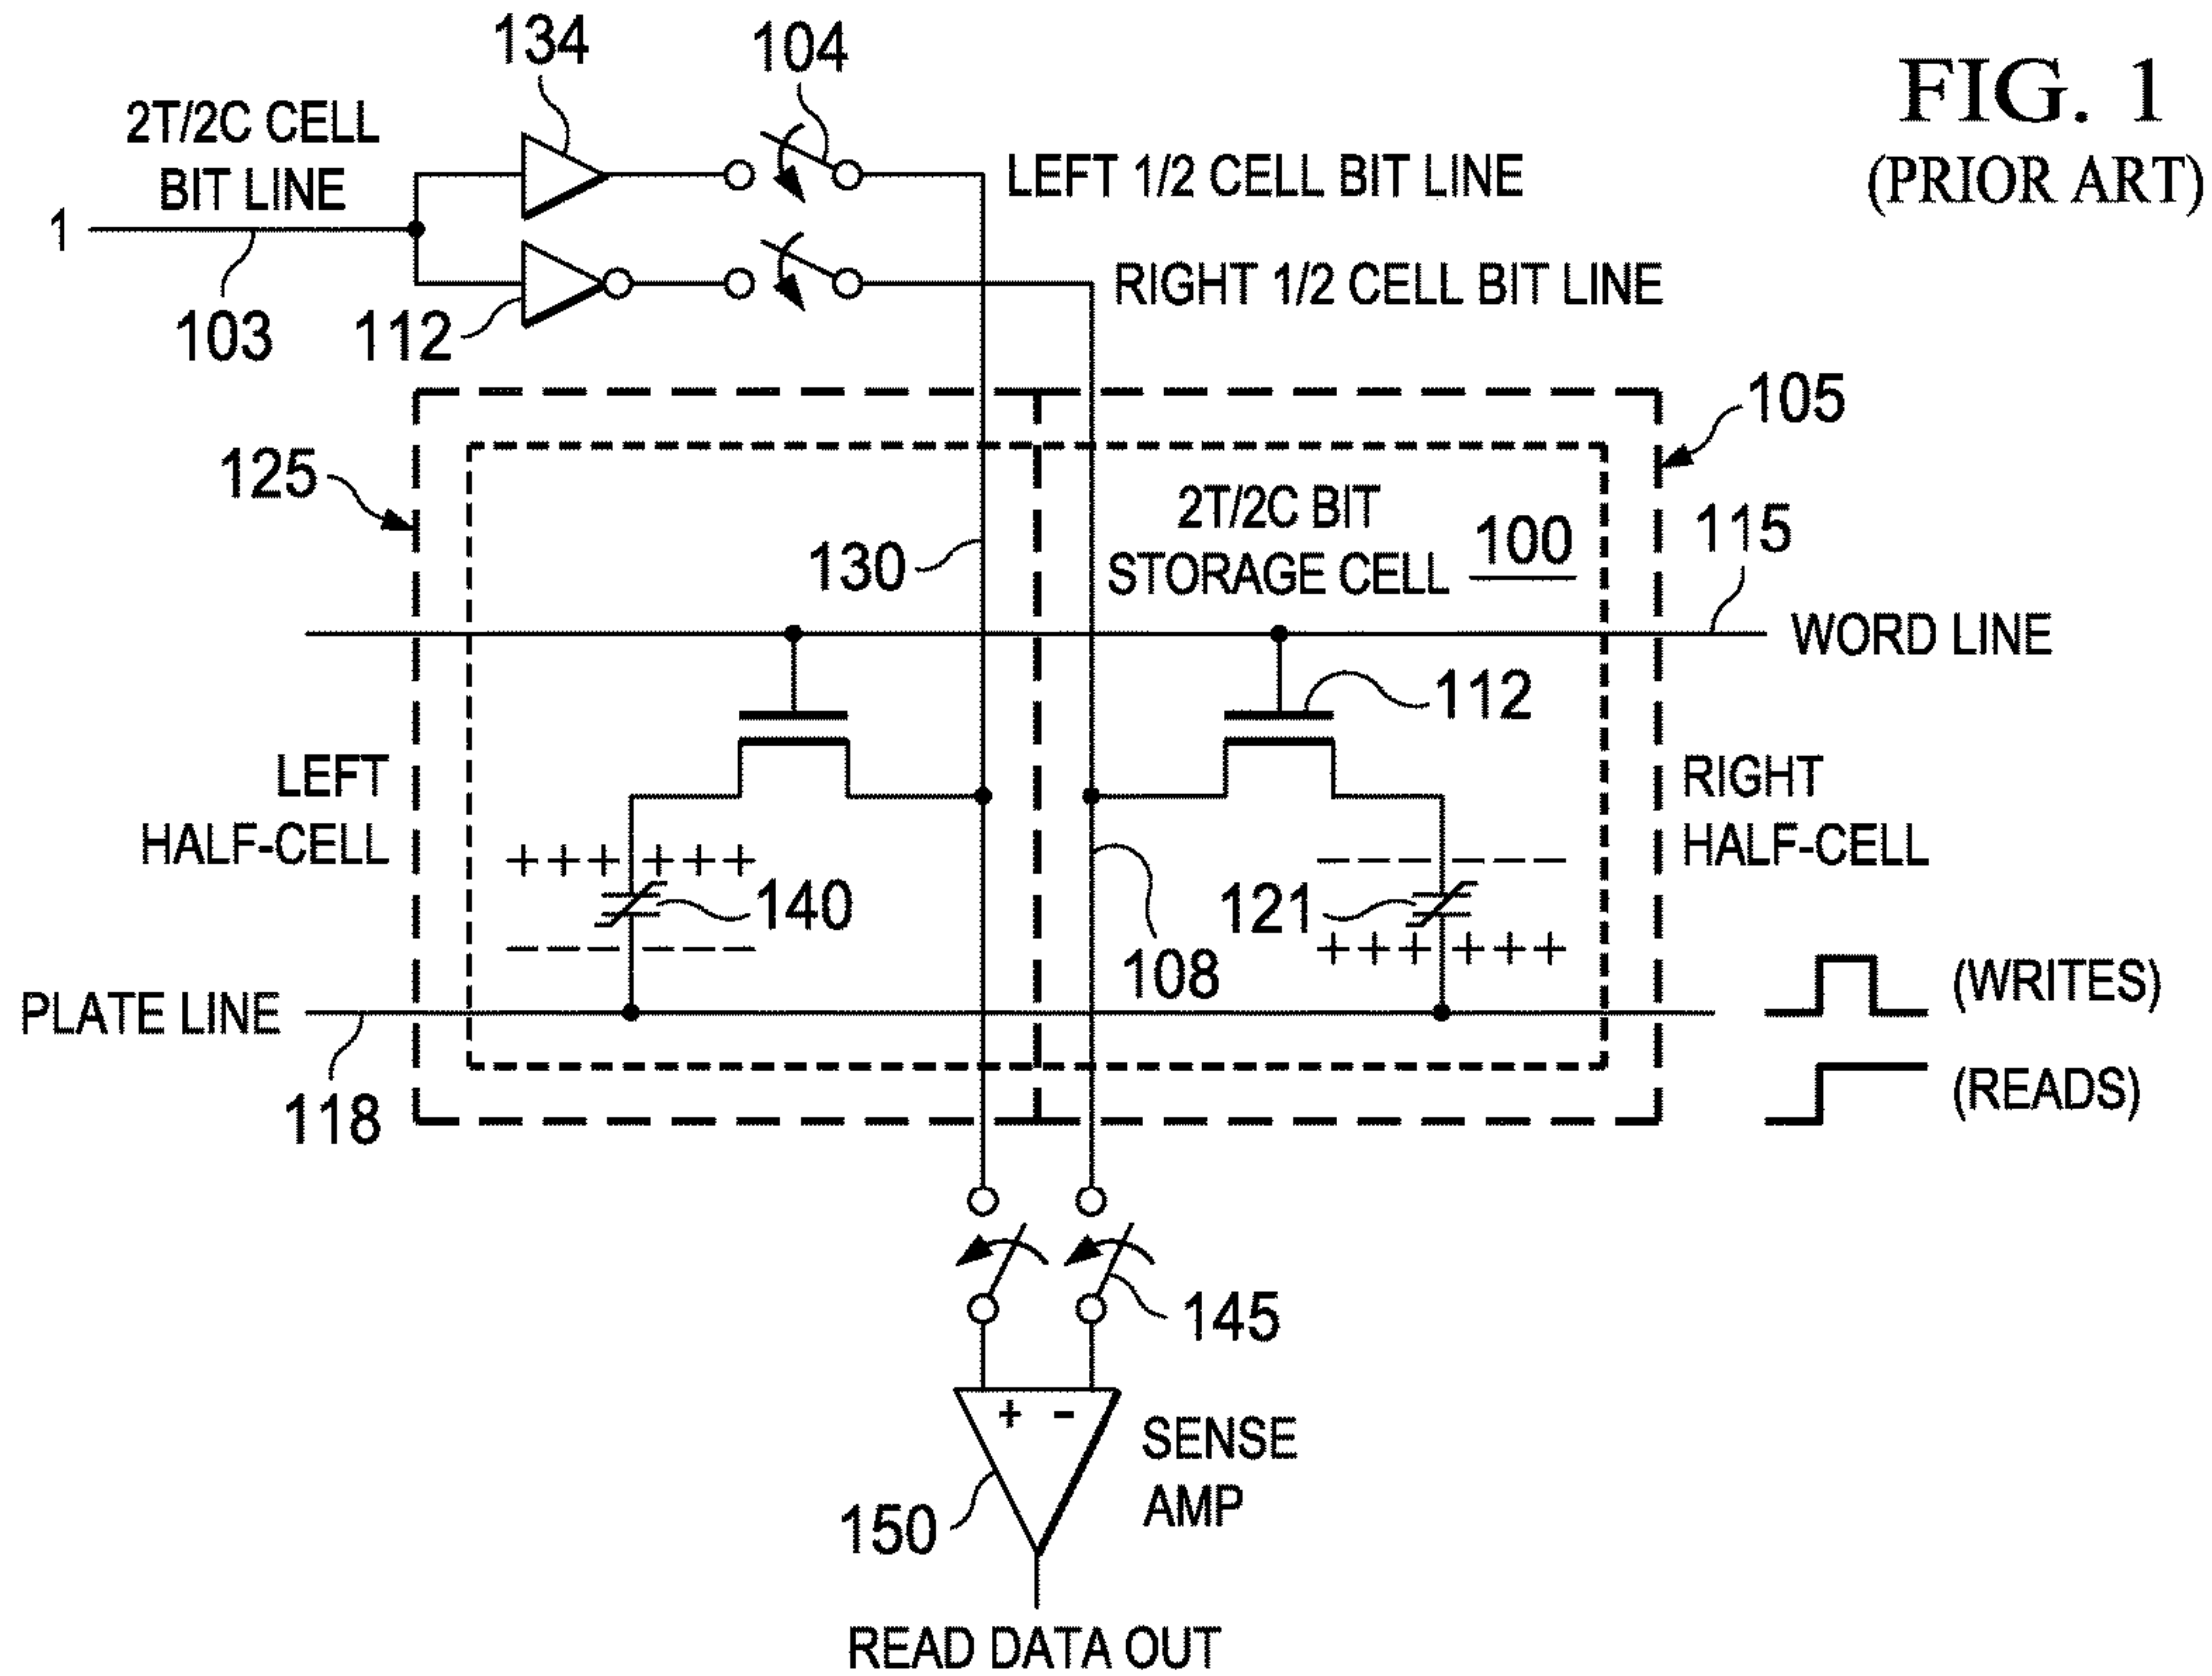 FIG. 1
(PRIOR ART)
134
104
2T/2C CELL
BIT LINE
1
103
112
LEFT 1/2 CELL BIT LINE
RIGHT 1/2 CELL BIT LINE
105
125
2T/2C BIT
STORAGE CELL 100
115
130
WORD LINE
112
LEFT
HALF-CELL
RIGHT
HALF-CELL
+ + + + + +
– – – – – –
140
121
– – – – – –
+ + + + + +
108
PLATE LINE
118
(WRITES)
(READS)
145
+ -
SENSE
AMP
150
READ DATA OUT